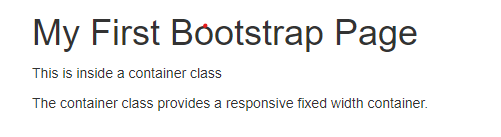 My First Bootstrap Page
This is inside a container class
The container class provides a responsive fixed width container.